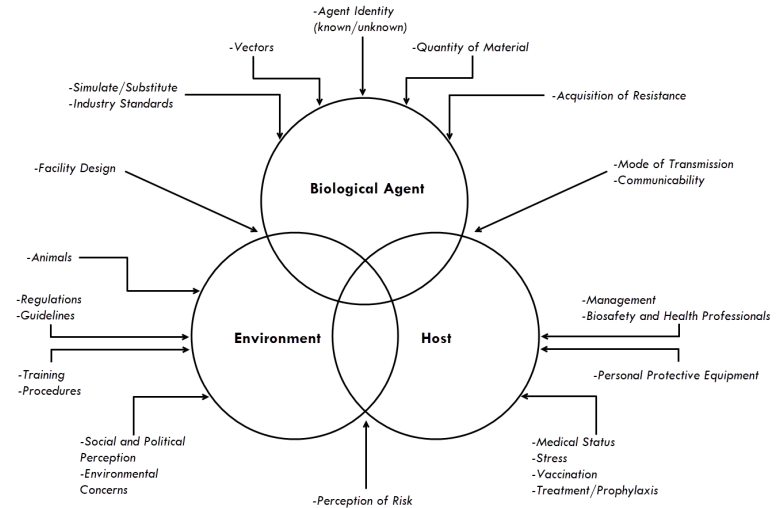 -Agent Identity
(known/unknown)
-Vectors
-Quantity of Material
-Simulate/Substitute
-Industry Standards
-Acquisition of Resistance
-Facility Design
-Mode of Transmission
-Communicability
Biological Agent
-Animals
-Regulations
-Guidelines
-Management
-Biosafety and Health Professionals
Environment
Host
-Training
-Procedures
-Personal Protective Equipment
-Social and Political
Perception
-Environmental
Concerns
-Medical Status
-Stress
-Vaccination
-Treatment/Prophylaxis
-Perception of Risk